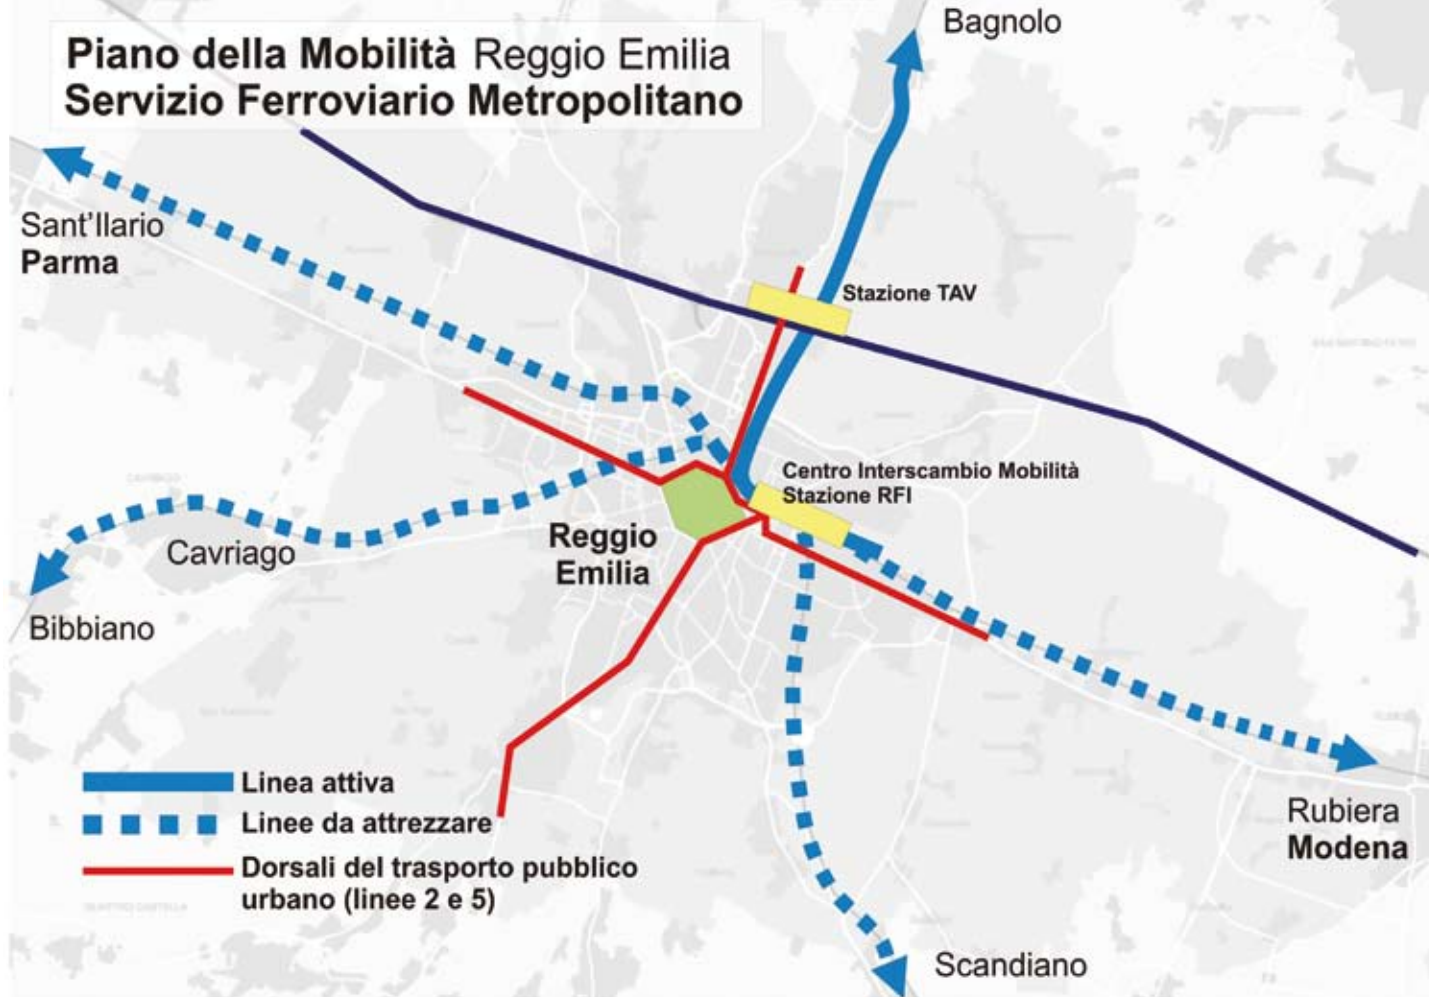 Piano della Mobilità Reggio Emilia
Servizio Ferroviario Metropolitano
Bagnolo
Sant'Ilario
Parma
Stazione TAV
Centro Interscambio Mobilità
Stazione RFI
Reggio
Emilia
Cavriago
Bibbiano
Linea attiva
Linee da attrezzare
Dorsali del trasporto pubblico
urbano (linee 2 e 5)
Rubiera
Modena
Scandiano